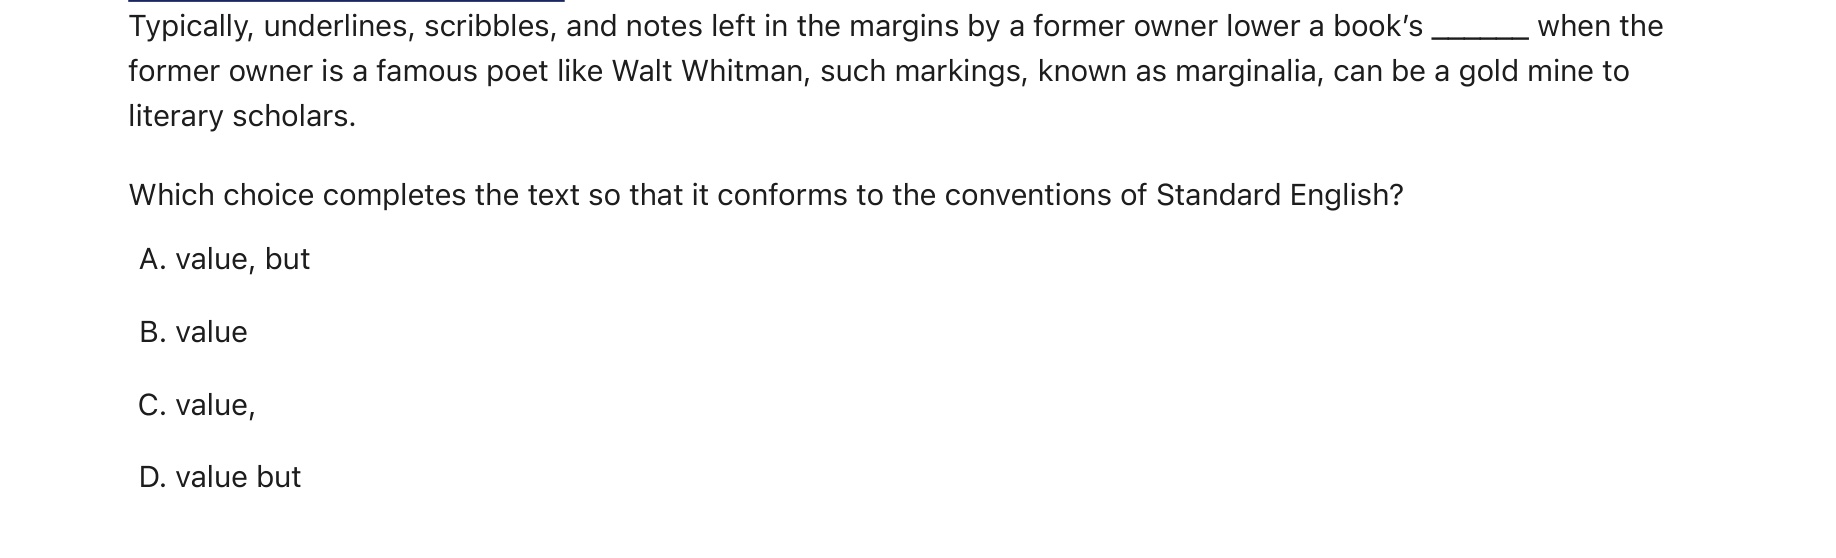 Typically, underlines, scribbles, and notes left in the margins by a former owner lower a book’s ______ when the
former owner is a famous poet like Walt Whitman, such markings, known as marginalia, can be a gold mine to
literary scholars.
Which choice completes the text so that it conforms to the conventions of Standard English?
A. value, but
B. value
C. value,
D. value but